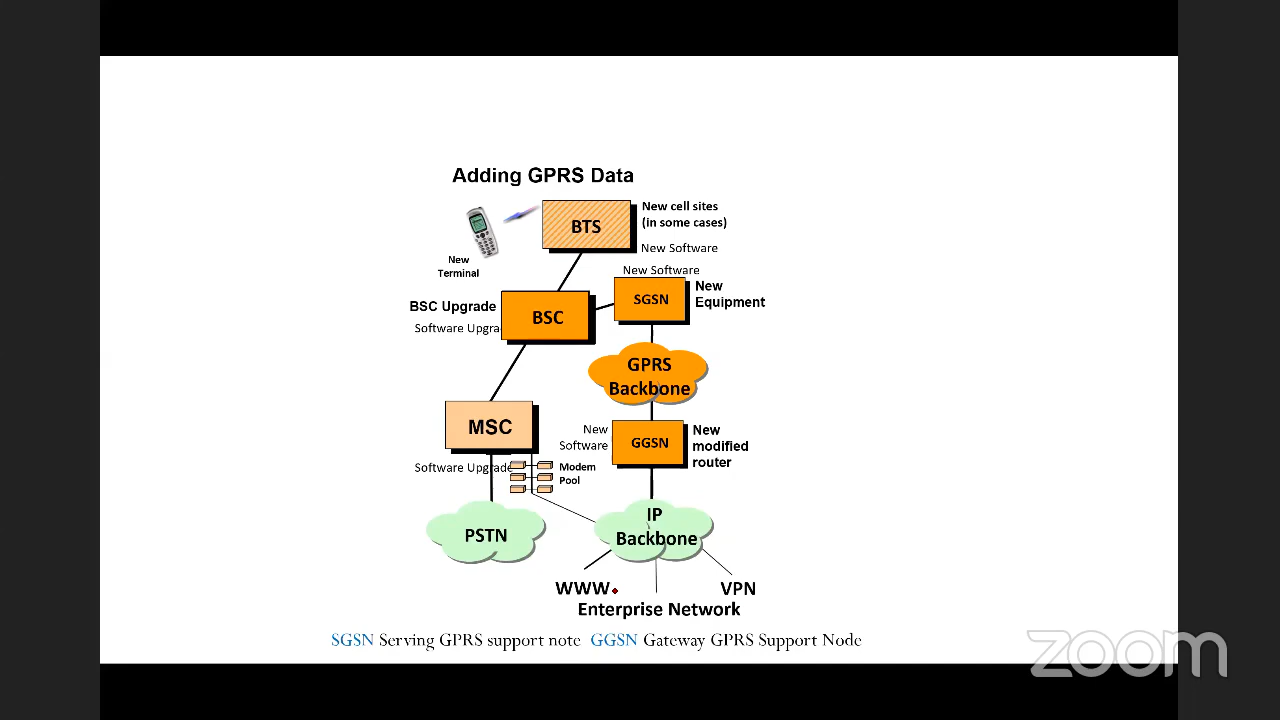 Adding GPRS Data
BTS
New cell sites
(in some cases)
New Software
New
Terminal
New Software
SGSN
New
Equipment
BSC Upgrade
Software Upgra
BSC
GPRS
Backbone
MSC
New
Software
GGSN
New
modified
router
Software Upgrade
Modem
Pool
PSTN
IP
Backbone
WWW.
VPN
Enterprise Network
SGSN Serving GPRS support note GGSN Gateway GPRS Support Node
zoom